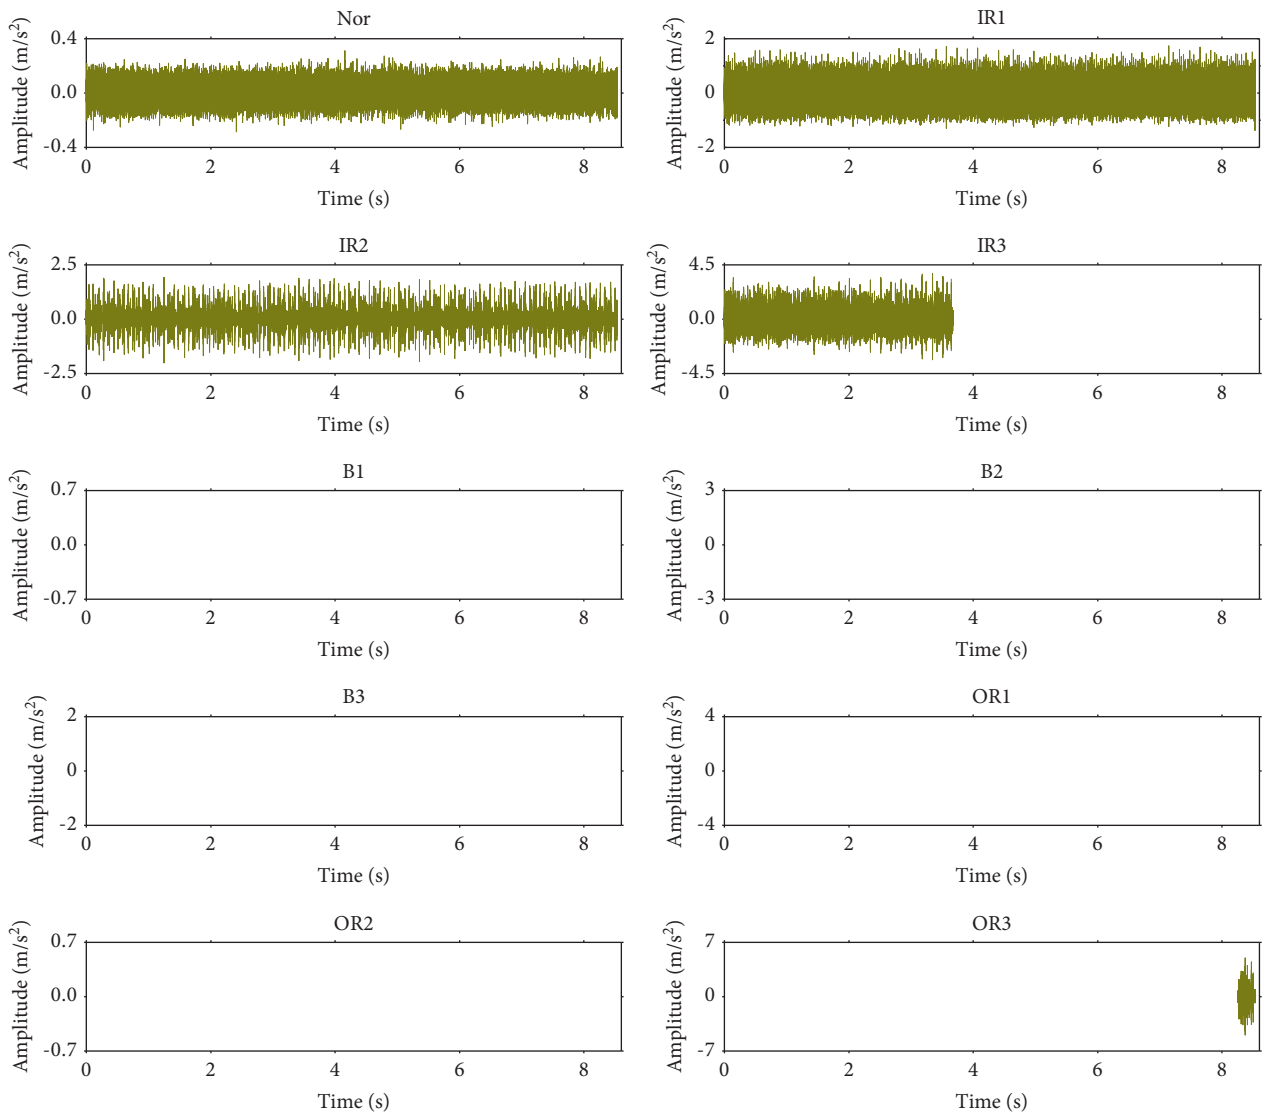 Nor
Amplitude (m/s²)
0.4
0.0
-0.4
0 2 4 6 8
Time (s)
IR1
Amplitude (m/s²)
2
0
-2
0 2 4 6 8
Time (s)
IR2
Amplitude (m/s²)
2.5
0.0
-2.5
0 2 4 6 8
Time (s)
IR3
Amplitude (m/s²)
4.5
0.0
-4.5
0 2 4 6 8
Time (s)
B1
Amplitude (m/s²)
0.7
0.0
-0.7
0 2 4 6 8
Time (s)
B2
Amplitude (m/s²)
3
0
-3
0 2 4 6 8
Time (s)
B3
Amplitude (m/s²)
2
0
-2
0 2 4 6 8
Time (s)
OR1
Amplitude (m/s²)
4
0
-4
0 2 4 6 8
Time (s)
OR2
Amplitude (m/s²)
0.7
0.0
-0.7
0 2 4 6 8
Time (s)
OR3
Amplitude (m/s²)
7
0
-7
0 2 4 6 8
Time (s)